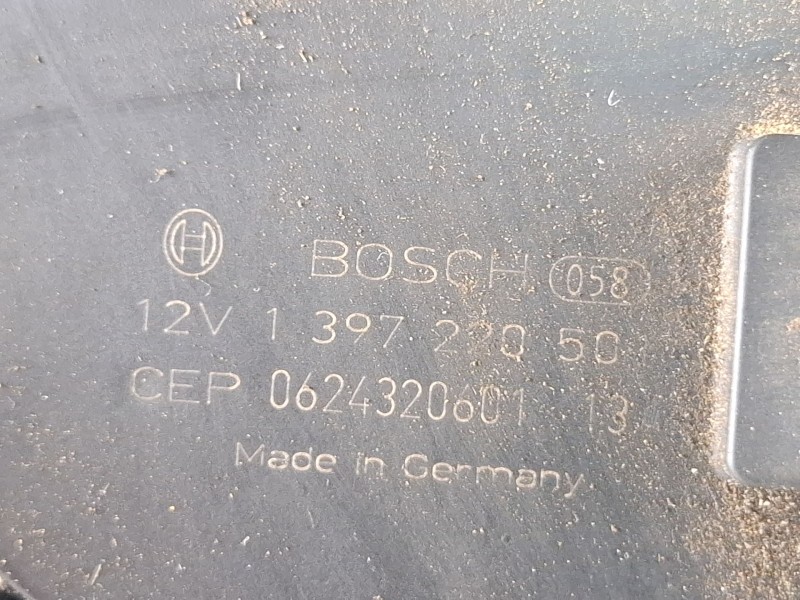 BOSCH 058
12V 1 397 220 50
CEP 0624320601 13
Made in Germany